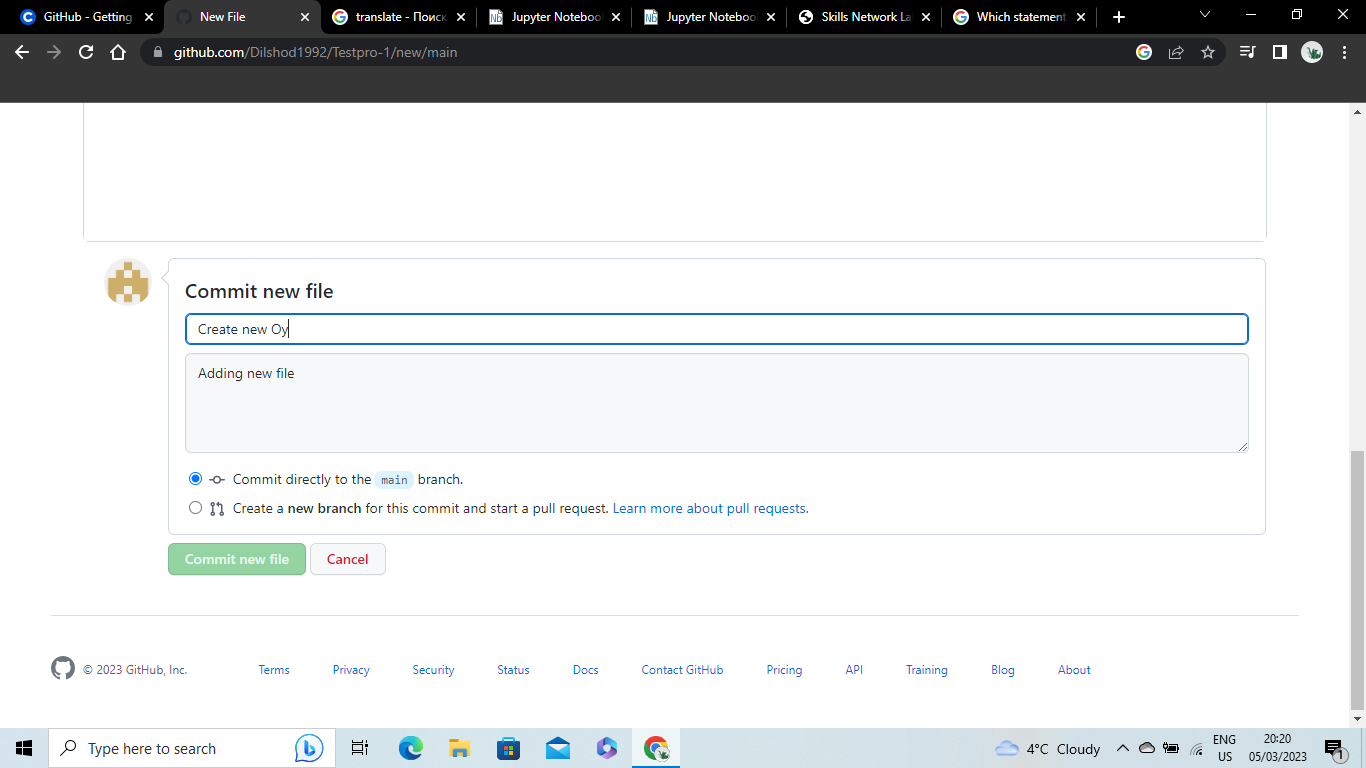 GitHub - Getting
New File
translate - Поиск
Jupyter Noteboo
Jupyter Noteboo
Skills Network La
Which statement
github.com/Dilshod1992/Testpro-1/new/main
Commit new file
Create new Oy
Adding new file
Commit directly to the main branch.
Create a new branch for this commit and start a pull request. Learn more about pull requests.
Commit new file
Cancel
© 2023 GitHub, Inc.
Terms
Privacy
Security
Status
Docs
Contact GitHub
Pricing
API
Training
Blog
About
Type here to search
4°C Cloudy
ENG
US
20:20
05/03/2023
1